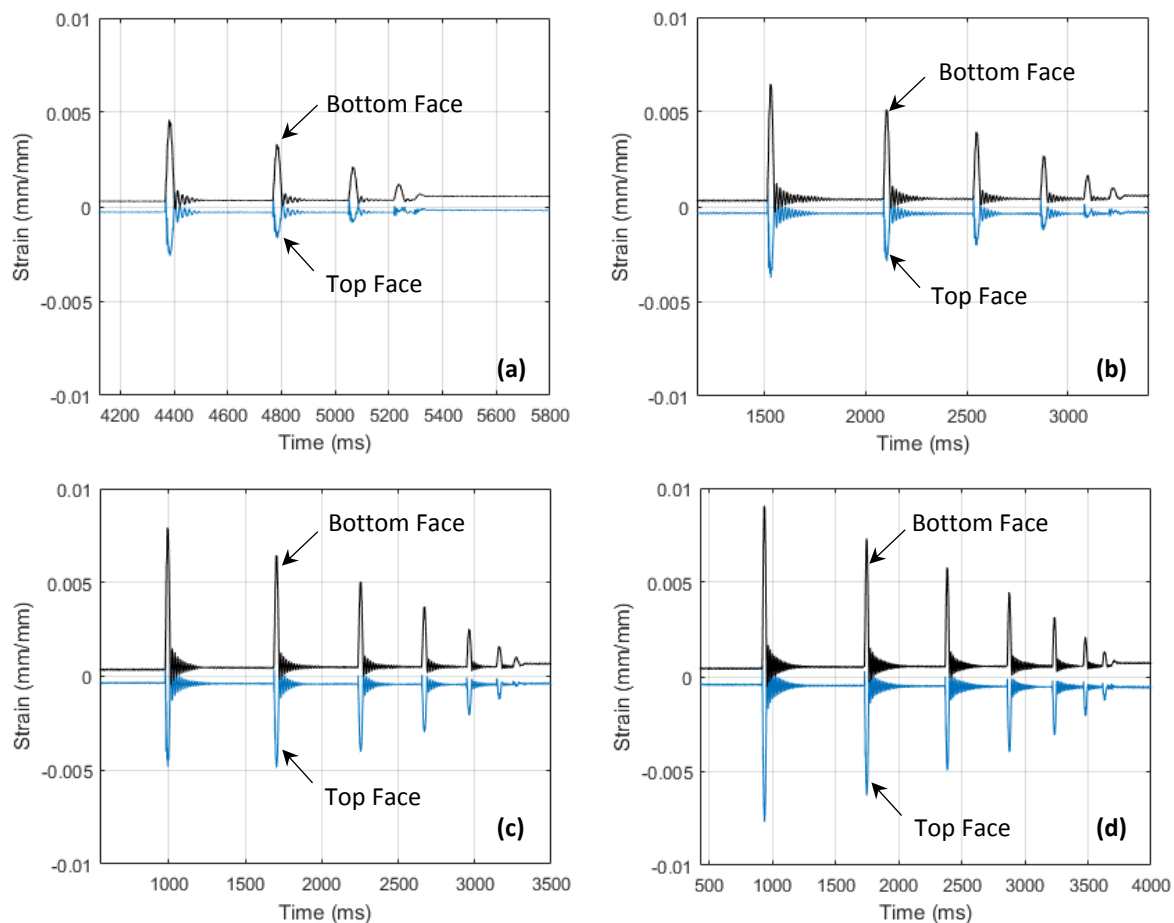 0.01
0.005
0
-0.005
-0.01
Strain (mm/mm)
Bottom Face
Top Face
(a)
4200 4400 4600 4800 5000 5200 5400 5600 5800
Time (ms)
0.01
0.005
0
-0.005
-0.01
Strain (mm/mm)
Bottom Face
Top Face
(b)
1500 2000 2500 3000
Time (ms)
0.01
0.005
0
-0.005
-0.01
Strain (mm/mm)
Bottom Face
Top Face
(c)
1000 1500 2000 2500 3000 3500
Time (ms)
0.01
0.005
0
-0.005
-0.01
Strain (mm/mm)
Bottom Face
Top Face
(d)
500 1000 1500 2000 2500 3000 3500 4000
Time (ms)